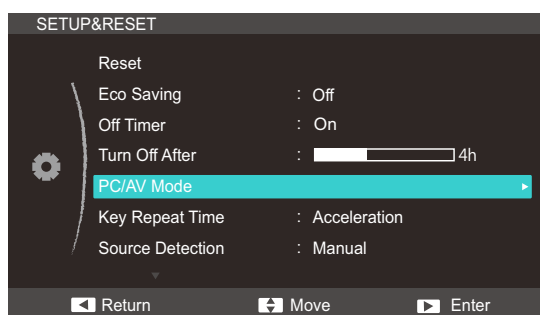 SETUP&RESET
Reset
Eco Saving : Off
Off Timer : On
Turn Off After : 4h
PC/AV Mode
Key Repeat Time : Acceleration
Source Detection : Manual
Return Move Enter